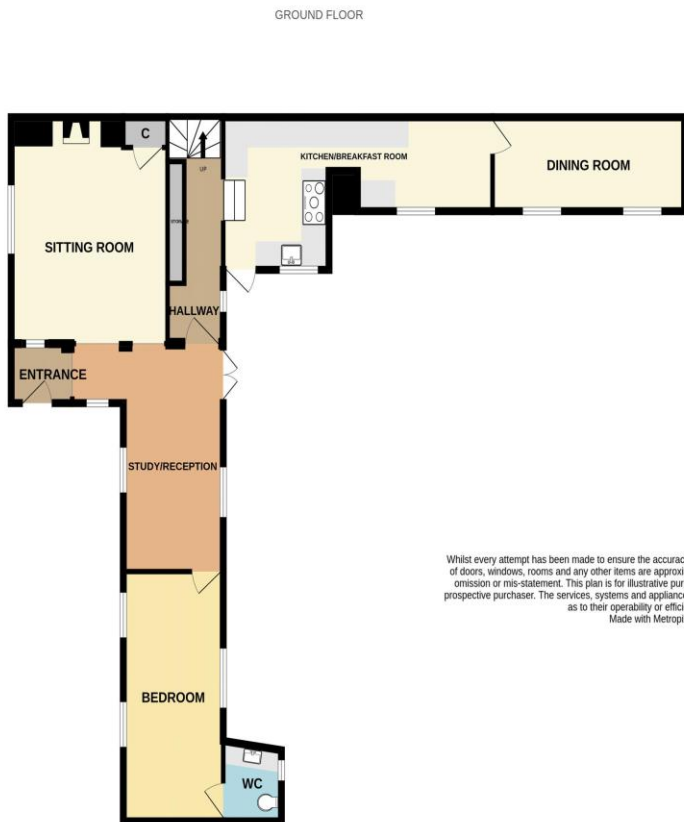 GROUND FLOOR
C
UP
KITCHEN/BREAKFAST ROOM
DINING ROOM
SITTING ROOM
HALLWAY
ENTRANCE
STUDY/RECEPTION
Whilst every attempt has been made to ensure the accurac
of doors, windows, rooms and any other items are approxi
omission or mis-statement. This plan is for illustrative pur
prospective purchaser. The services, systems and applianc
as to their operability or effici
Made with Metropi
BEDROOM
WC